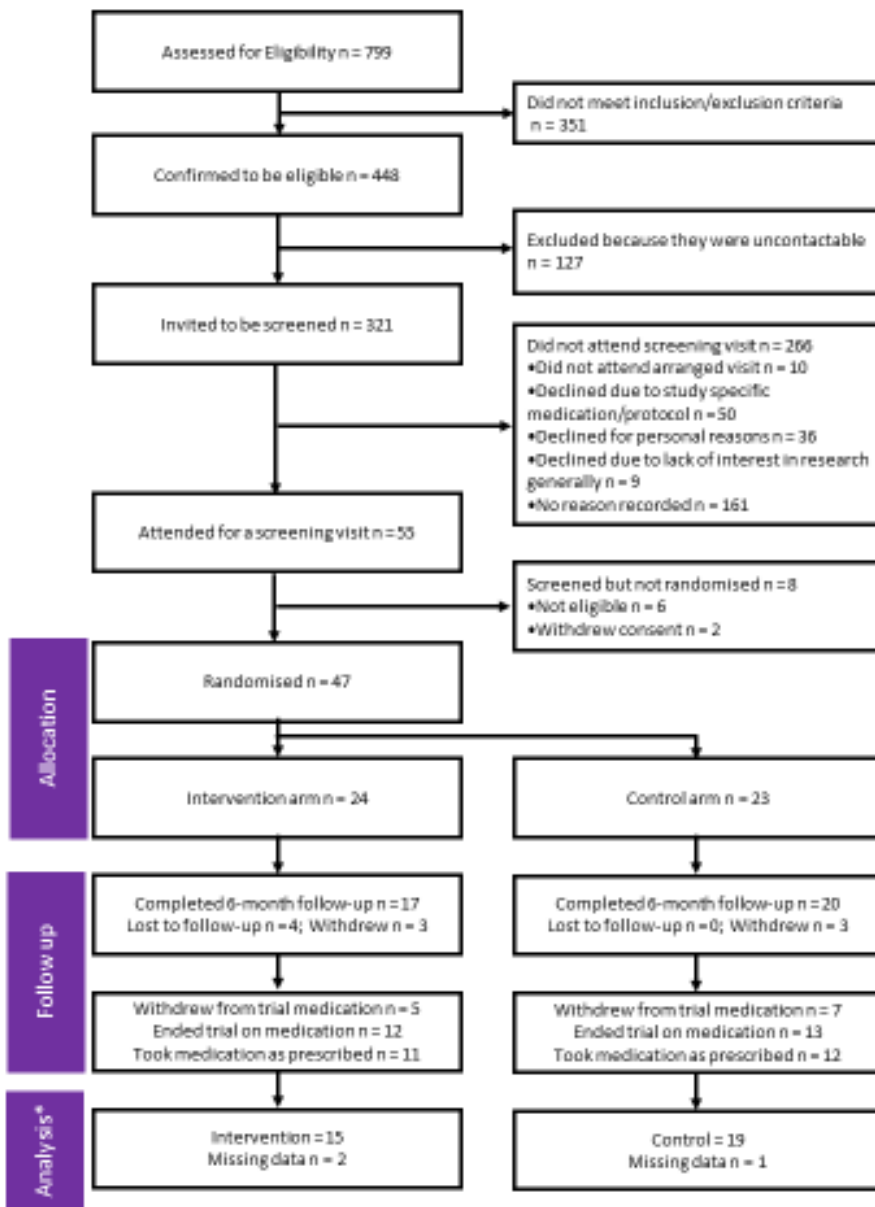 Assessed for Eligibility n = 799
Did not meet inclusion/exclusion criteria
n = 351
Confirmed to be eligible n = 448
Excluded because they were uncontactable
n = 127
Invited to be screened n = 321
Did not attend screening visit n = 266
•Did not attend arranged visit n = 10
•Declined due to study specific
medication/protocol n = 50
•Declined for personal reasons n = 36
•Declined due to lack of interest in research
generally n = 9
•No reason recorded n = 161
Attended for a screening visit n = 55
Screened but not randomised n = 8
•Not eligible n = 6
•Withdrew consent n = 2
Allocation
Randomised n = 47
Intervention arm n = 24
Control arm n = 23
Follow up
Completed 6-month follow-up n = 17
Lost to follow-up n =4; Withdrew n = 3
Completed 6-month follow-up n = 20
Lost to follow-up n =0; Withdrew n = 3
Withdrew from trial medication n = 5
Ended trial on medication n = 12
Took medication as prescribed n = 11
Withdrew from trial medication n = 7
Ended trial on medication n = 13
Took medication as prescribed n = 12
Analysis*
Intervention = 15
Missing data n = 2
Control = 19
Missing data n = 1